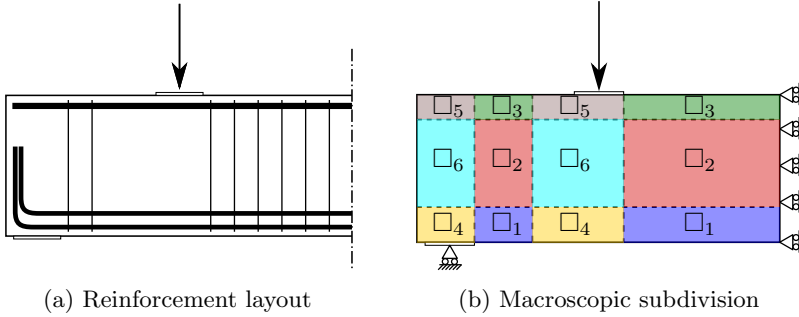 □5 □3 □5 □3
□6 □2 □6 □2
□4 □1 □4 □1
(a) Reinforcement layout
(b) Macroscopic subdivision